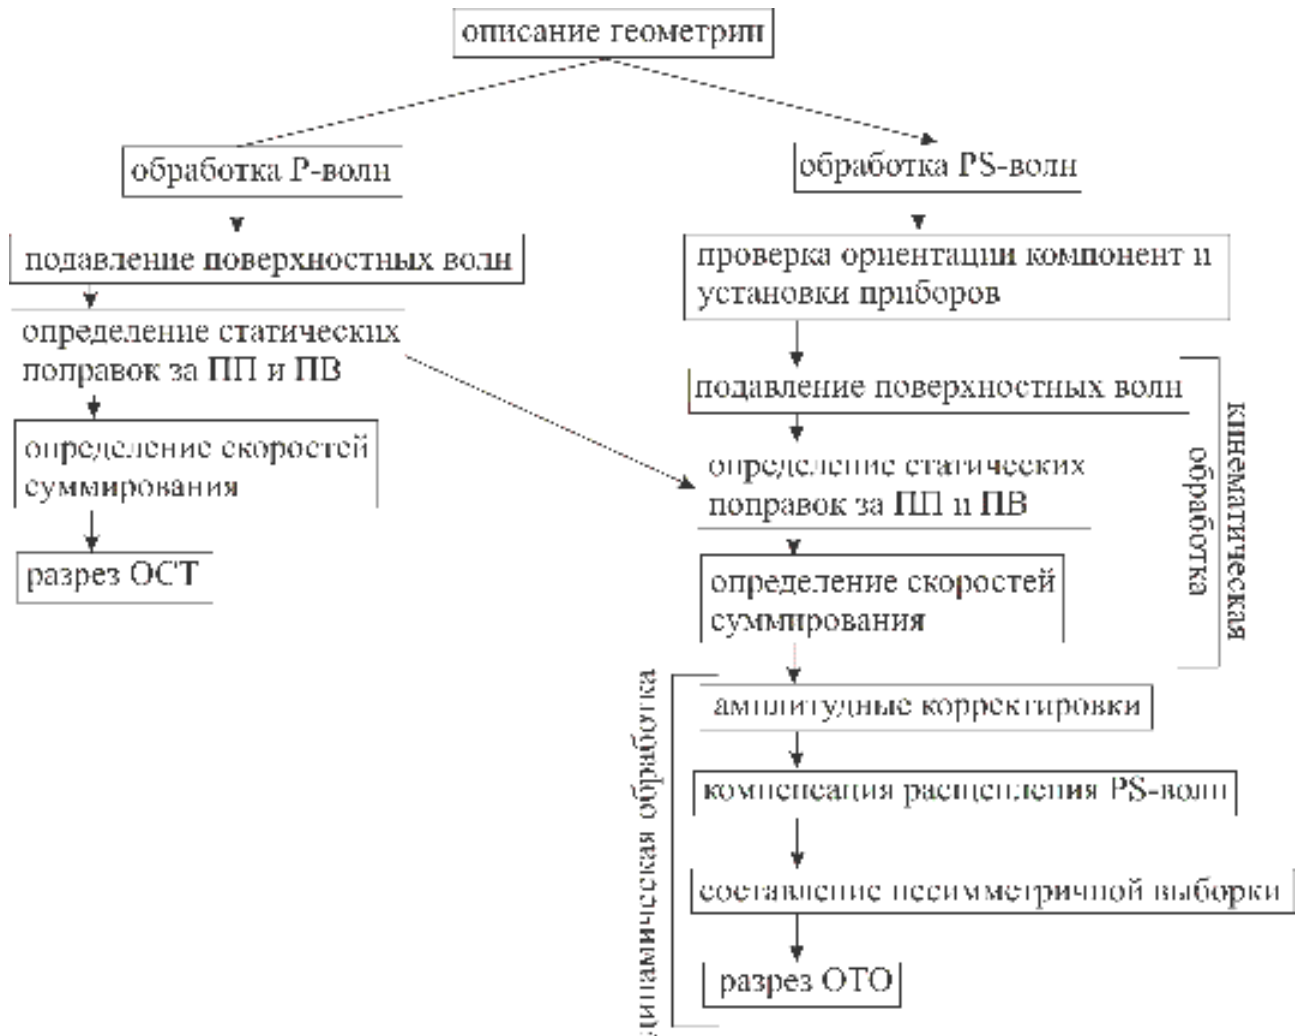 описание геометрии
обработка Р-волн
подавление поверхностных волн
определение статических
поправок за ПП и ПВ
определение скоростей
суммирования
разрез ОСТ
обработка PS-волн
проверка ориентации компонент и
установки приборов
подавление поверхностных волн
определение статических
поправок за ПП и ПВ
определение скоростей
суммирования
кинематическая
обработка
амплитудные корректировки
компенсация расщепления PS-волн
составление несимметричной выборки
разрез ОТО
динамическая обработка